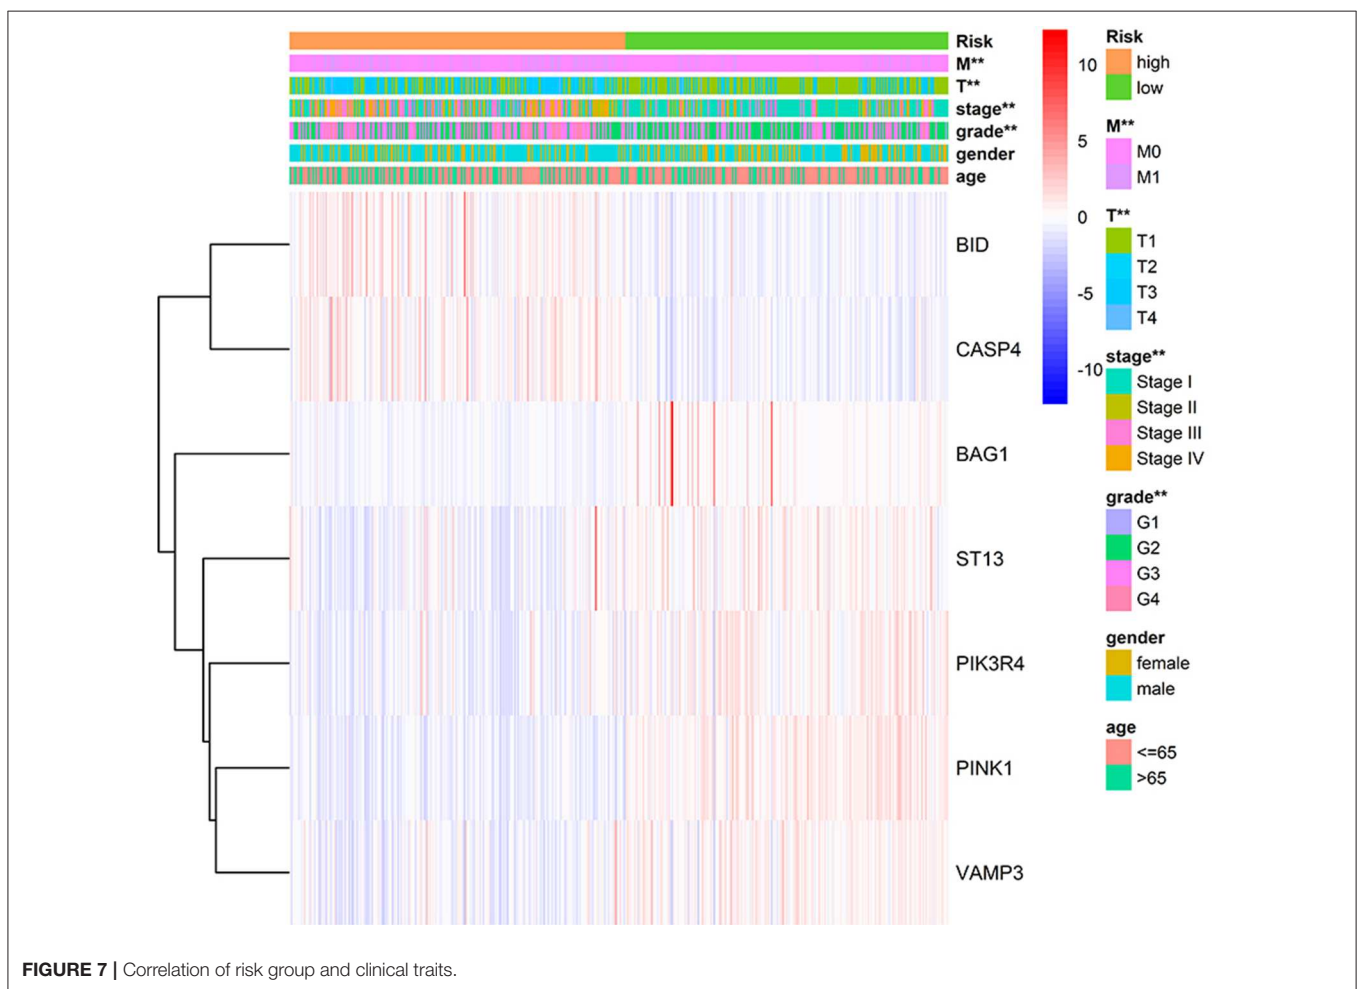 Risk
M**
T**
stage**
grade**
gender
age
BID
CASP4
BAG1
ST13
PIK3R4
PINK1
VAMP3
10
5
0
-5
-10
Risk
high
low
M**
M0
M1
T**
T1
T2
T3
T4
stage**
Stage I
Stage II
Stage III
Stage IV
grade**
G1
G2
G3
G4
gender
female
male
age
<=65
>65
FIGURE 7 | Correlation of risk group and clinical traits.